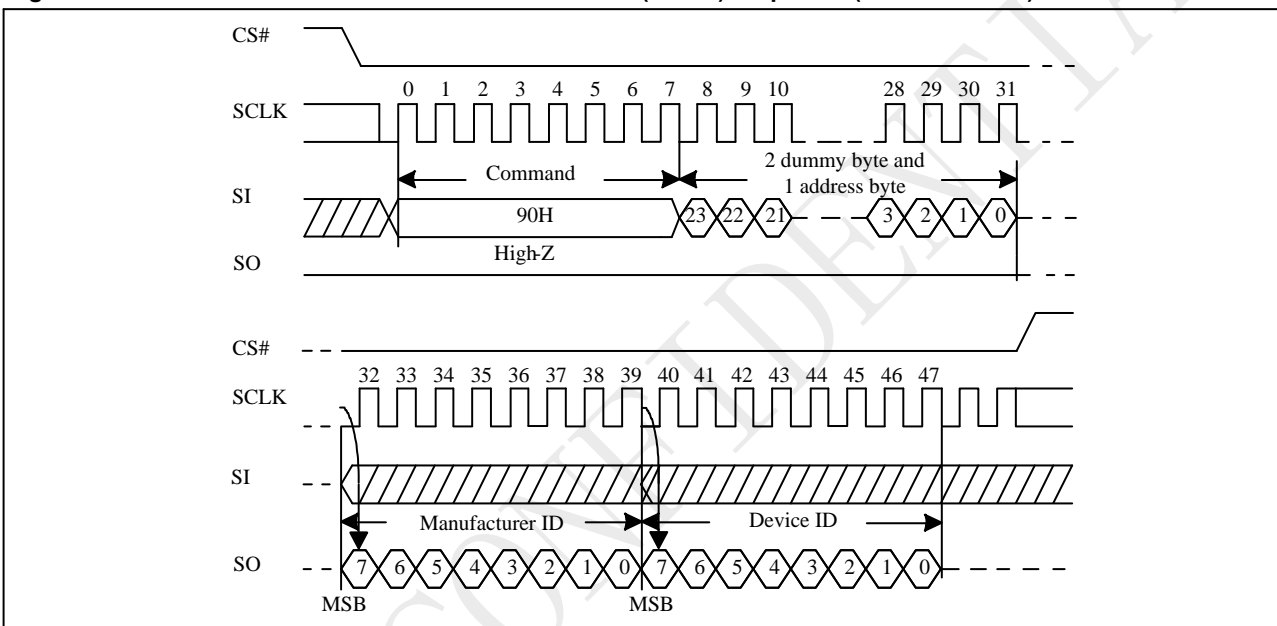 CS#
0 1 2 3 4 5 6 7 8 9 10 28 29 30 31
SCLK
Command
2 dummy byte and
1 address byte
SI
90H
23 22 21 3 2 1 0
High-Z
SO
CS#
32 33 34 35 36 37 38 39 40 41 42 43 44 45 46 47
SCLK
SI
Manufacturer ID
Device ID
SO
7 6 5 4 3 2 1 0 7 6 5 4 3 2 1 0
MSB
MSB